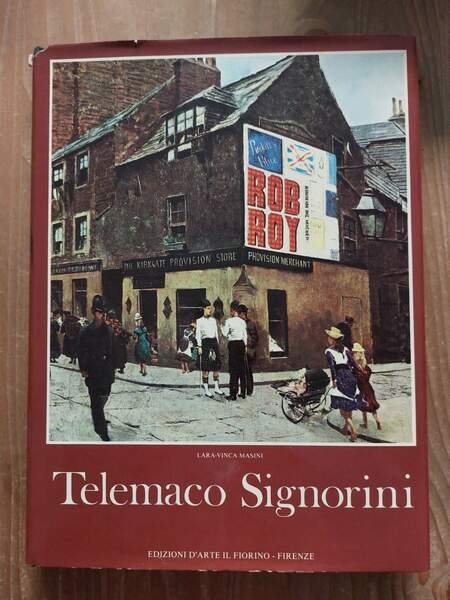 ROB
ROY
THE KIRKGATE PROVISION STORE
PROVISION MERCHANT
LARA-VINCA MASINI
Telemaco Signorini
EDIZIONI D'ARTE IL FIORINO - FIRENZE